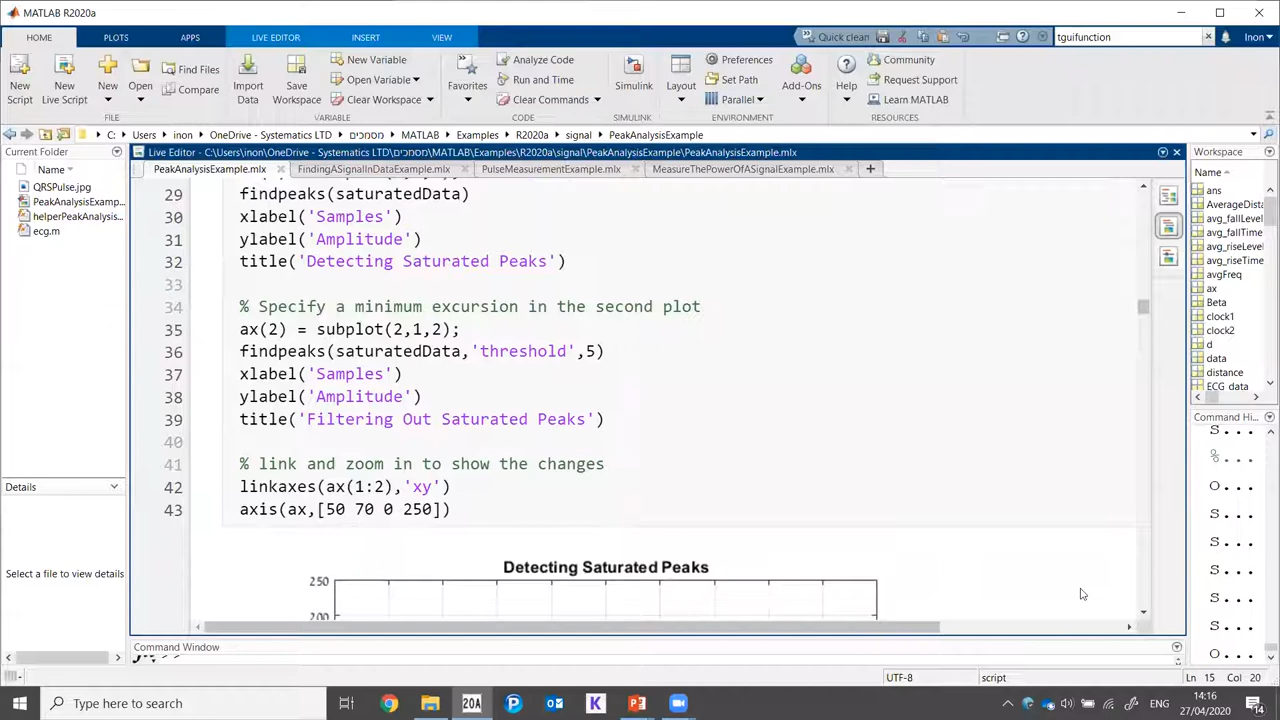 MATLAB R2020a
HOME
PLOTS
APPS
LIVE EDITOR
INSERT
VIEW
Quick clean
tguifunction
Inon
New Script
New Live Script
New
Open
Find Files
Compare
Import Data
Save Workspace
New Variable
Open Variable
Clear Workspace
Favorites
Analyze Code
Run and Time
Clear Commands
Simulink
Layout
Preferences
Set Path
Parallel
Add-Ons
Help
Community
Request Support
Learn MATLAB
FILE
VARIABLE
CODE
SIMULINK
ENVIRONMENT
RESOURCES
C: Users inon OneDrive - Systematics LTD מסמכים MATLAB Examples R2020a signal PeakAnalysisExample
Current Folder
Name
QRSPulse.jpg
PeakAnalysisExamp...
helperPeakAnalysis...
ecg.m
Details
Select a file to view details
Live Editor - C:\Users\inon\OneDrive - Systematics LTD\מסמכים\MATLAB\Examples\R2020a\signal\PeakAnalysisExample\PeakAnalysisExample.mlx
PeakAnalysisExample.mlx
FindingASignalInDataExample.mlx
PulseMeasurementExample.mlx
MeasureThePowerOfASignalExample.mlx
29 findpeaks(saturatedData)
30 xlabel('Samples')
31 ylabel('Amplitude')
32 title('Detecting Saturated Peaks')
33
34 % Specify a minimum excursion in the second plot
35 ax(2) = subplot(2,1,2);
36 findpeaks(saturatedData,'threshold',5)
37 xlabel('Samples')
38 ylabel('Amplitude')
39 title('Filtering Out Saturated Peaks')
40
41 % link and zoom in to show the changes
42 linkaxes(ax(1:2),'xy')
43 axis(ax,[50 70 0 250])
Detecting Saturated Peaks
250
200
Command Window
Workspace
Name
ans
AverageDista
avg_fallLevel
avg_fallTime
avg_riseLeve
avg_riseTime
avgFreq
ax
Beta
clock1
clock2
d
data
distance
ECG_data
Command Hi...
S...
%...
O...
S...
S...
S...
S...
S...
O...
UTF-8
script
Ln 15 Col 20
Type here to search
20A
ENG
14:16
27/04/2020
14